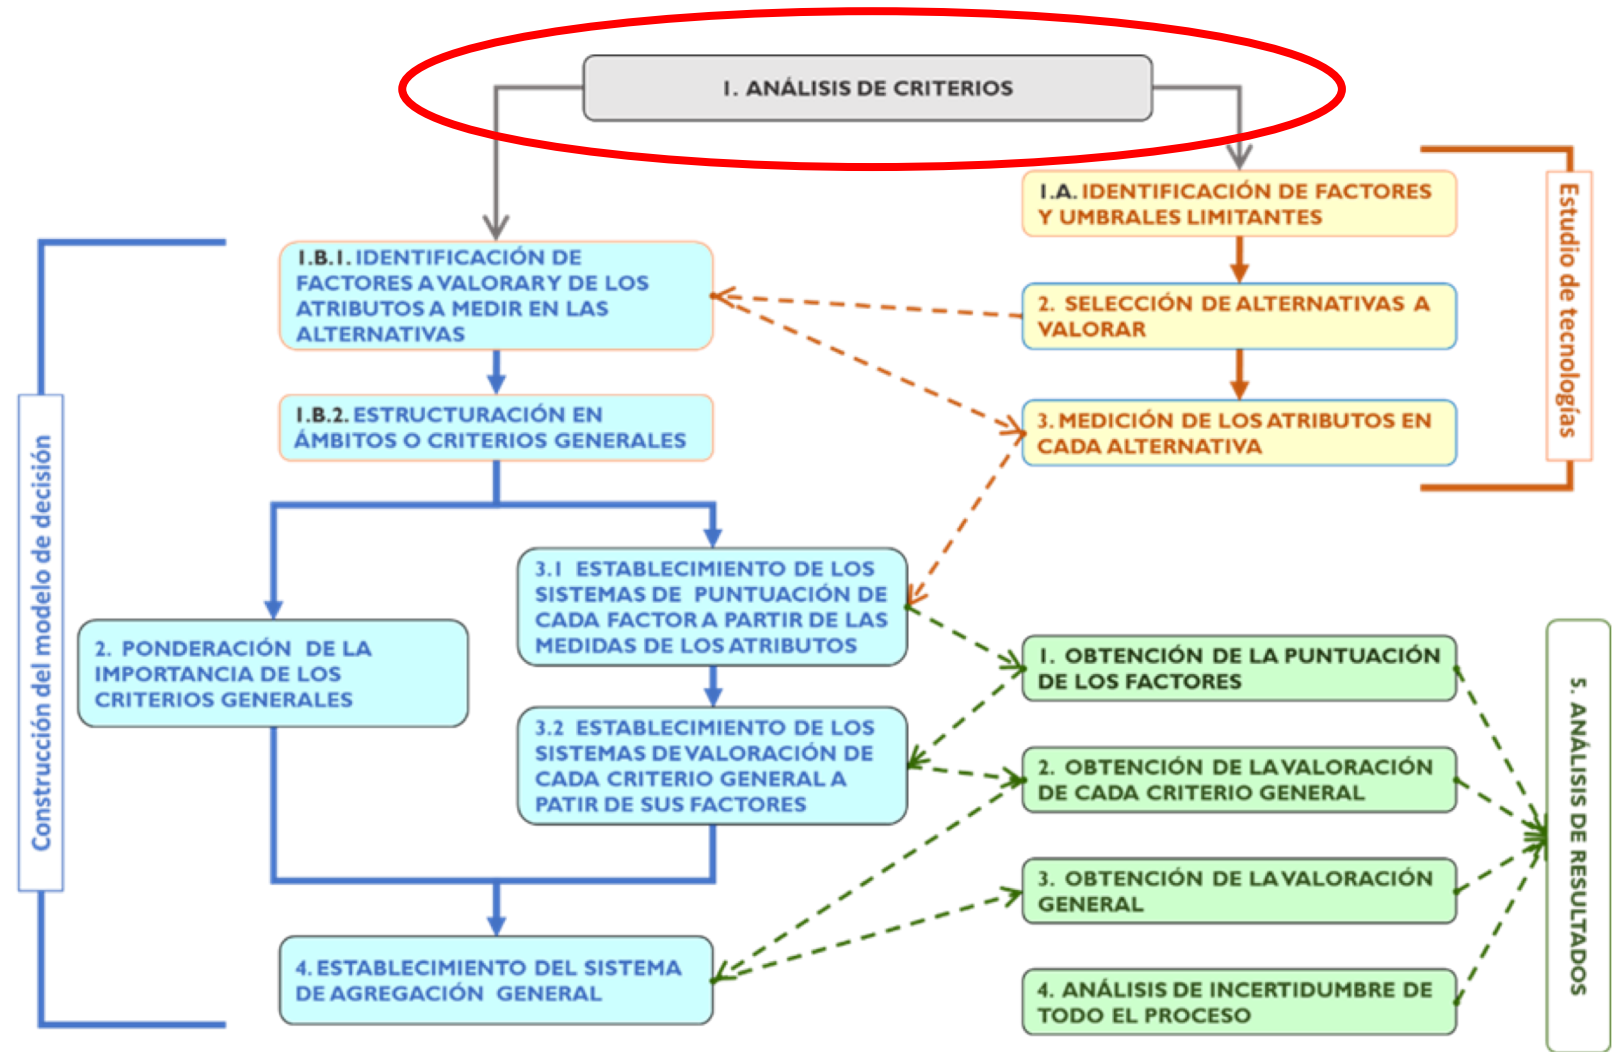 1. ANÁLISIS DE CRITERIOS
1.A. IDENTIFICACIÓN DE FACTORES
Y UMBRALES LIMITANTES
Estudio de tecnologías
1.B.1. IDENTIFICACIÓN DE
FACTORES A VALORAR Y DE LOS
ATRIBUTOS A MEDIR EN LAS
ALTERNATIVAS
2. SELECCIÓN DE ALTERNATIVAS A
VALORAR
1.B.2. ESTRUCTURACIÓN EN
ÁMBITOS O CRITERIOS GENERALES
3. MEDICIÓN DE LOS ATRIBUTOS EN
CADA ALTERNATIVA
Construcción del modelo de decisión
3.1 ESTABLECIMIENTO DE LOS
SISTEMAS DE PUNTUACIÓN DE
CADA FACTOR A PARTIR DE LAS
MEDIDAS DE LOS ATRIBUTOS
2. PONDERACIÓN DE LA
IMPORTANCIA DE LOS
CRITERIOS GENERALES
1. OBTENCIÓN DE LA PUNTUACIÓN
DE LOS FACTORES
3.2 ESTABLECIMIENTO DE LOS
SISTEMAS DE VALORACIÓN DE
CADA CRITERIO GENERAL A
PATIR DE SUS FACTORES
2. OBTENCIÓN DE LA VALORACIÓN
DE CADA CRITERIO GENERAL
5. ANÁLISIS DE RESULTADOS
3. OBTENCIÓN DE LA VALORACIÓN
GENERAL
4. ESTABLECIMIENTO DEL SISTEMA
DE AGREGACIÓN GENERAL
4. ANÁLISIS DE INCERTIDUMBRE DE
TODO EL PROCESO